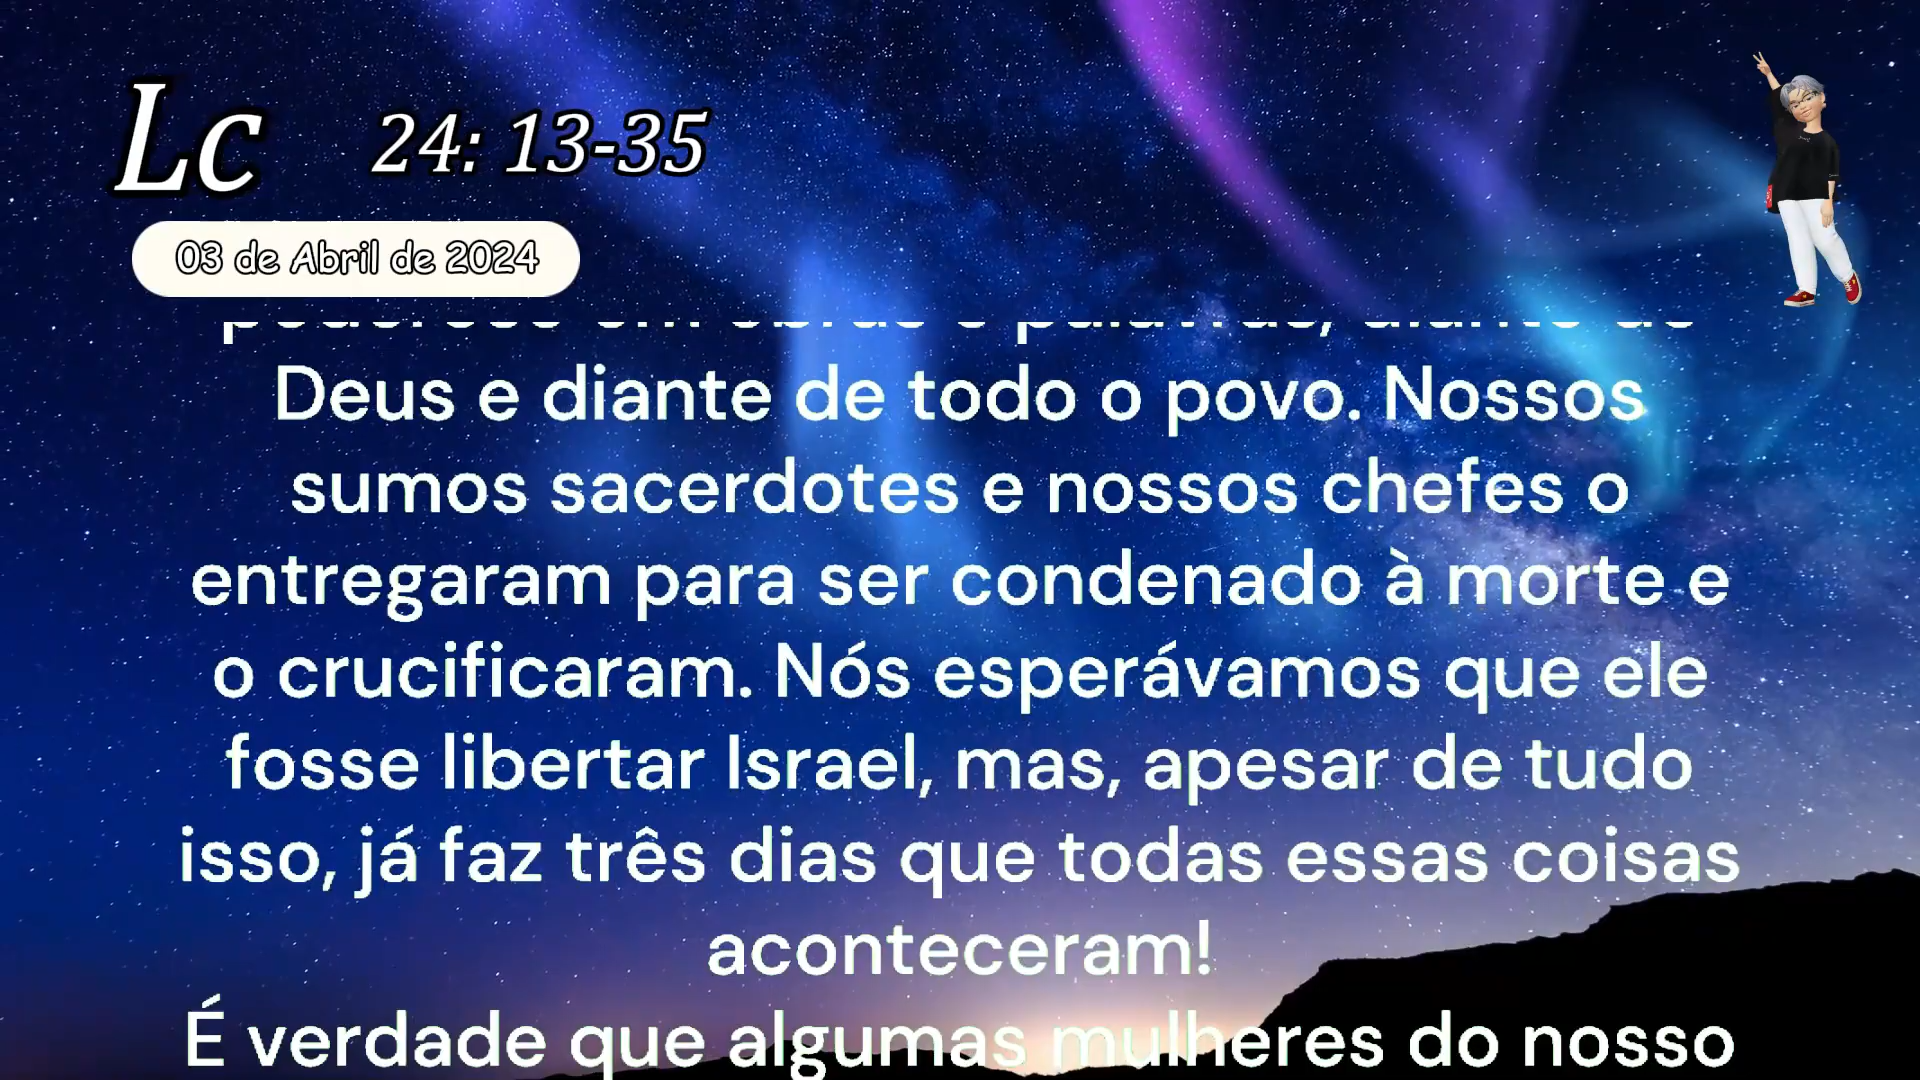 Lc 24: 13-35
03 de Abril de 2024
Deus e diante de todo o povo. Nossos
sumos sacerdotes e nossos chefes o
entregaram para ser condenado à morte e
o crucificaram. Nós esperávamos que ele
fosse libertar Israel, mas, apesar de tudo
isso, já faz três dias que todas essas coisas
aconteceram!
É verdade que algumas mulheres do nosso